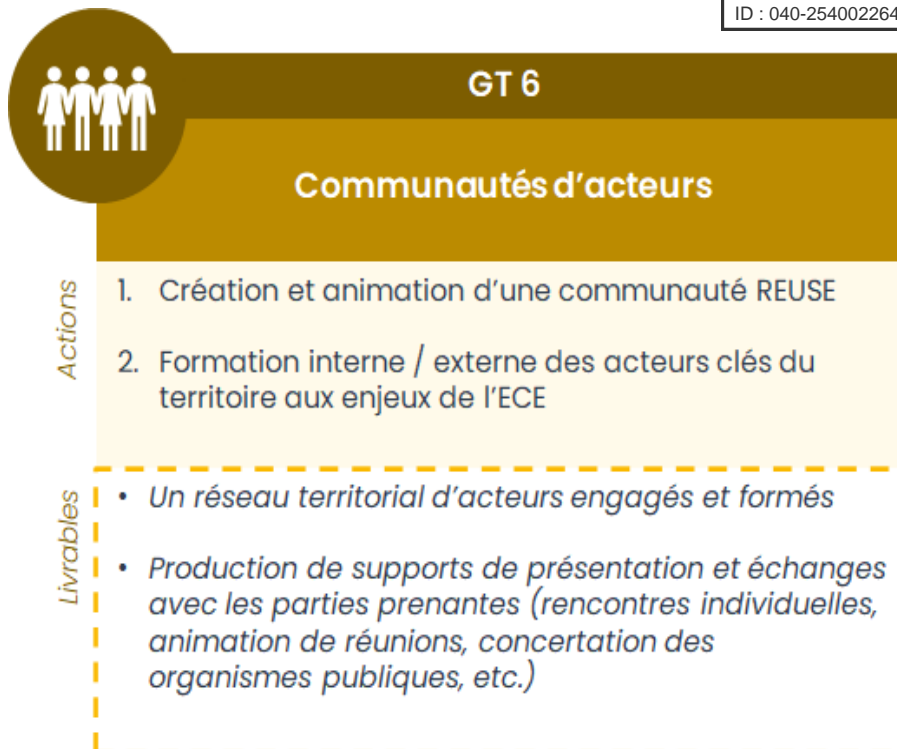 ID : 040-254002264
GT 6
Communautés d'acteurs
Actions
1. Création et animation d'une communauté REUSE
2. Formation interne / externe des acteurs clés du
territoire aux enjeux de l'ECE
Livrables
• Un réseau territorial d'acteurs engagés et formés
• Production de supports de présentation et échanges
avec les parties prenantes (rencontres individuelles,
animation de réunions, concertation des
organismes publiques, etc.)